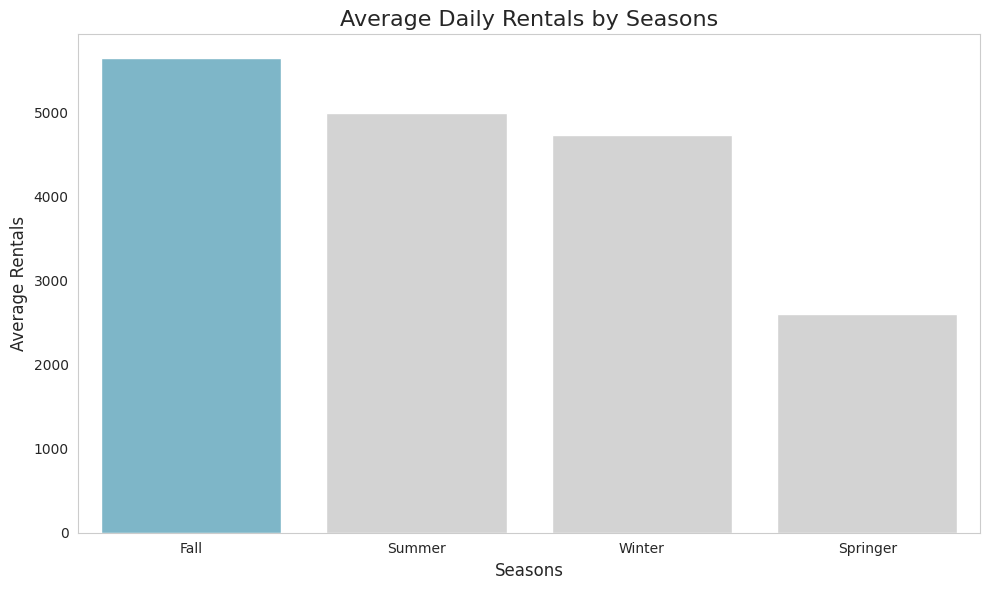 Average Daily Rentals by Seasons
Average Rentals
5000
4000
3000
2000
1000
0
Fall Summer Winter Springer
Seasons